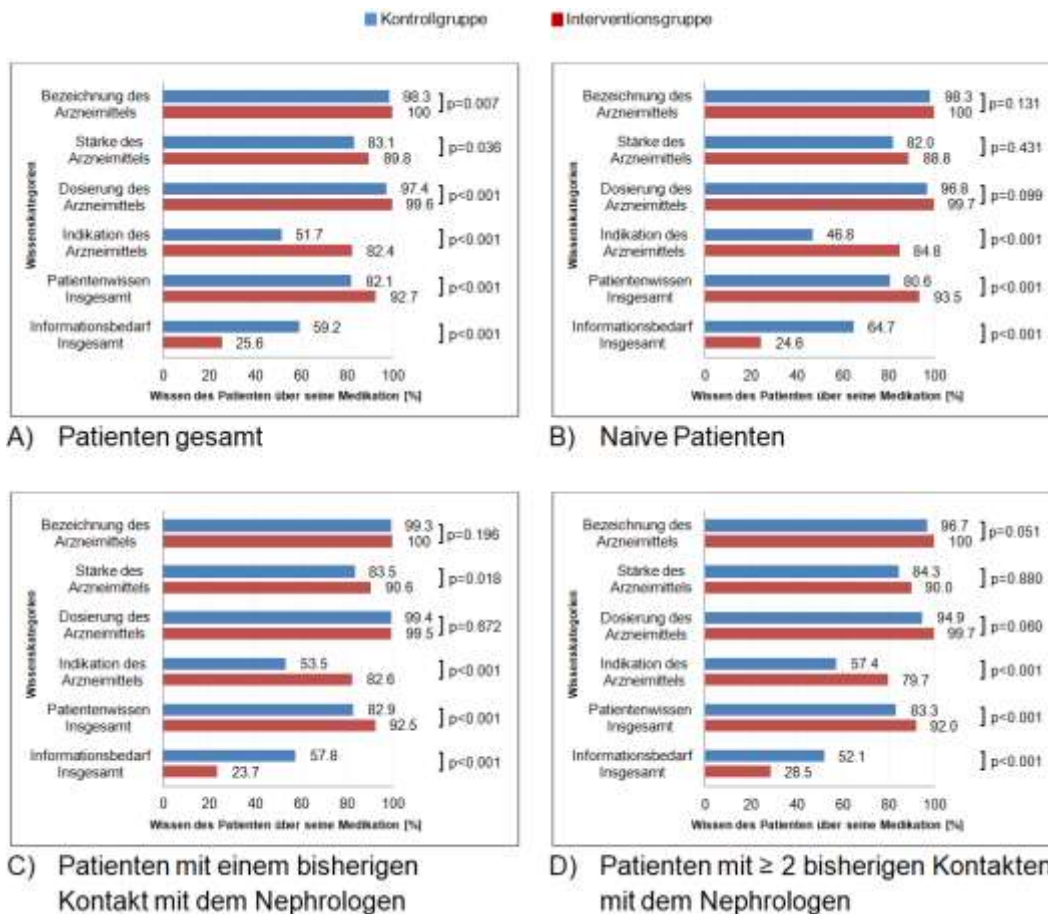 Kontrollgruppe Interventionsgruppe
Wissenskategorien
Bezeichnung des
Arzneimittels
98.3
100
p=0.007
Stärke des
Arzneimittels
83.1
89.8
p=0.036
Dosierung des
Arzneimittels
97.4
99.6
p<0.001
Indikation des
Arzneimittels
51.7
82.4
p<0.001
Patientenwissen
Insgesamt
82.1
92.7
p<0.001
Informationsbedarf
Insgesamt
59.2
25.6
p<0.001
0 20 40 60 80 100
Wissen des Patienten über seine Medikation [%]
A) Patienten gesamt
Wissenskategorien
Bezeichnung des
Arzneimittels
98.3
100
p=0.131
Stärke des
Arzneimittels
82.0
88.8
p=0.431
Dosierung des
Arzneimittels
96.8
99.7
p=0.099
Indikation des
Arzneimittels
46.8
84.8
p<0.001
Patientenwissen
Insgesamt
80.6
93.5
p<0.001
Informationsbedarf
Insgesamt
64.7
24.6
p<0.001
0 20 40 60 80 100
Wissen des Patienten über seine Medikation [%]
B) Naive Patienten
Wissenskategorien
Bezeichnung des
Arzneimittels
99.3
100
p=0.196
Stärke des
Arzneimittels
83.5
90.6
p=0.018
Dosierung des
Arzneimittels
99.4
99.5
p=0.672
Indikation des
Arzneimittels
53.5
82.6
p<0.001
Patientenwissen
Insgesamt
82.9
92.5
p<0.001
Informationsbedarf
Insgesamt
57.8
23.7
p<0.001
0 20 40 60 80 100
Wissen des Patienten über seine Medikation [%]
C) Patienten mit einem bisherigen
Kontakt mit dem Nephrologen
Wissenskategorien
Bezeichnung des
Arzneimittels
96.7
100
p=0.051
Stärke des
Arzneimittels
84.3
90.0
p=0.880
Dosierung des
Arzneimittels
94.9
99.7
p=0.060
Indikation des
Arzneimittels
57.4
79.7
p<0.001
Patientenwissen
Insgesamt
83.3
92.0
p<0.001
Informationsbedarf
Insgesamt
52.1
28.5
p<0.001
0 20 40 60 80 100
Wissen des Patienten über seine Medikation [%]
D) Patienten mit ≥ 2 bisherigen Kontakten
mit dem Nephrologen